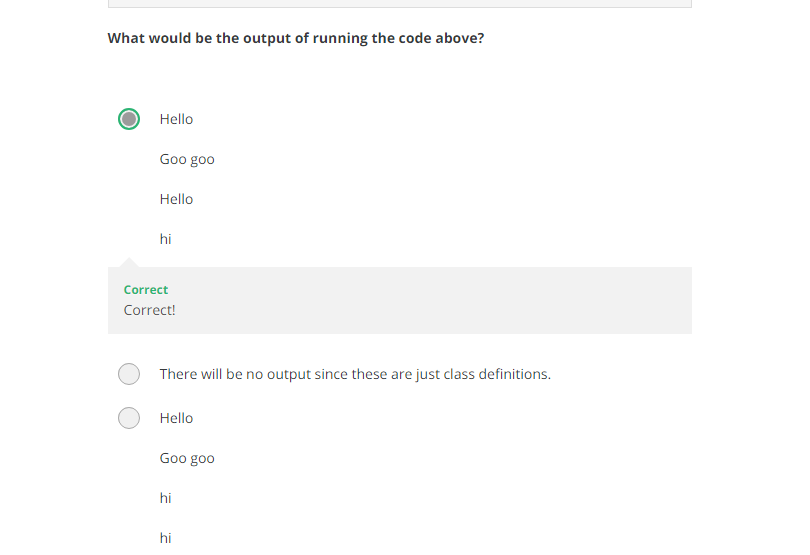 What would be the output of running the code above?
Hello
Goo goo
Hello
hi
Correct
Correct!
There will be no output since these are just class definitions.
Hello
Goo goo
hi
hi